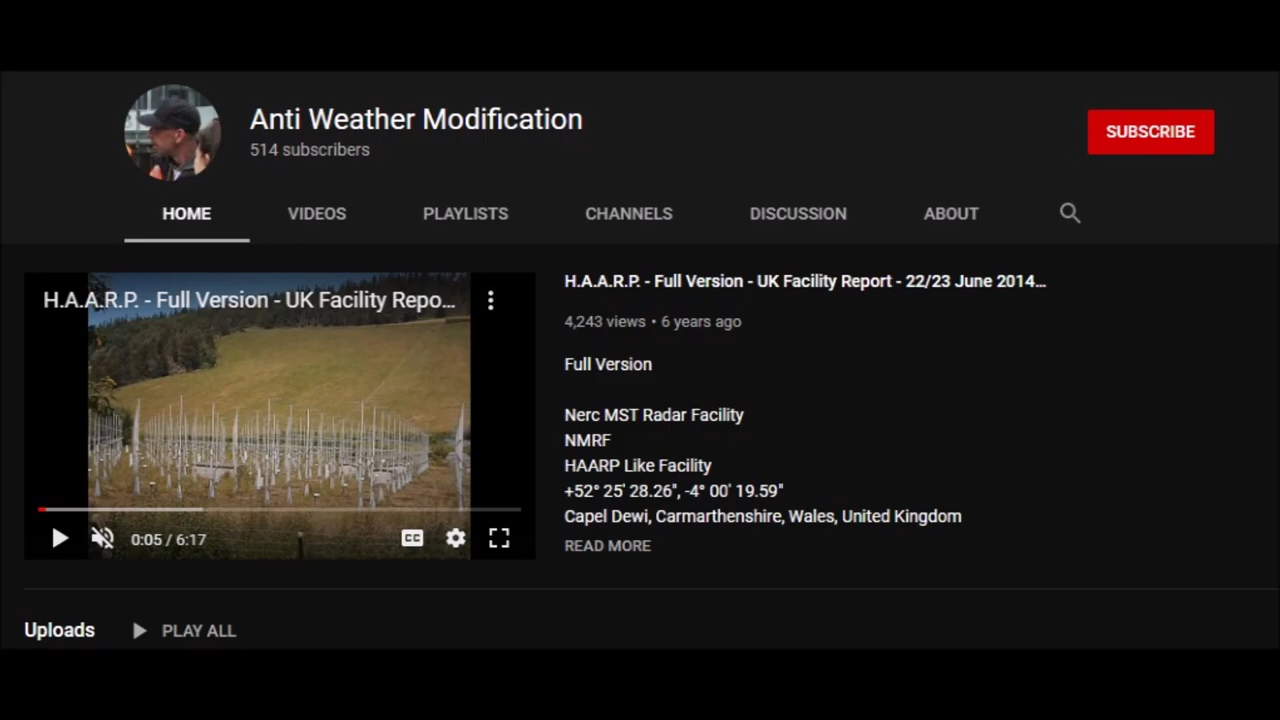 Anti Weather Modification
514 subscribers
SUBSCRIBE
HOME VIDEOS PLAYLISTS CHANNELS DISCUSSION ABOUT
H.A.A.R.P. - Full Version - UK Facility Repo...
0:05 / 6:17
CC
H.A.A.R.P. - Full Version - UK Facility Report - 22/23 June 2014...
4,243 views • 6 years ago
Full Version
Nerc MST Radar Facility
NMRF
HAARP Like Facility
+52° 25' 28.26", -4° 00' 19.59"
Capel Dewi, Carmarthenshire, Wales, United Kingdom
READ MORE
Uploads PLAY ALL